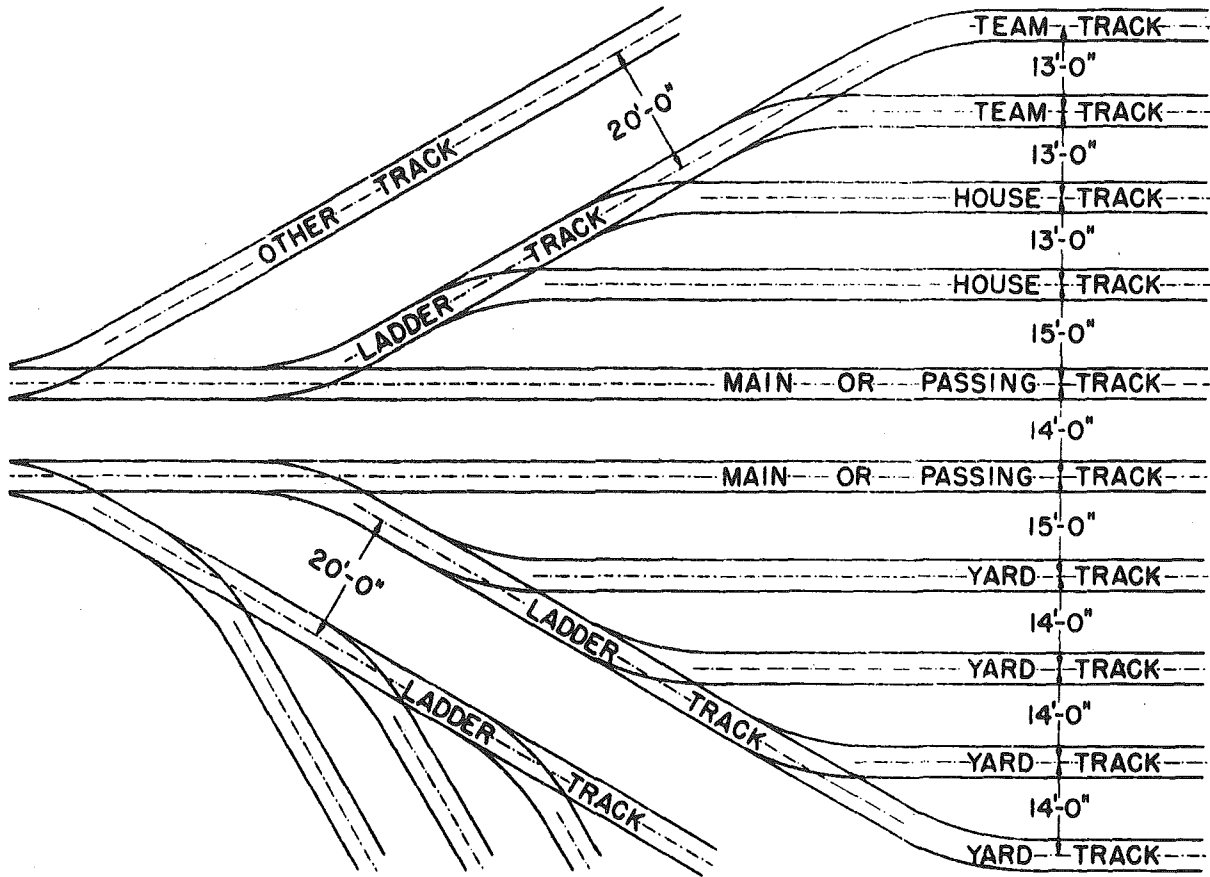 TEAM TRACK
13'-0"
TEAM TRACK
20'-0"
13'-0"
OTHER TRACK
HOUSE TRACK
13'-0"
LADDER TRACK
HOUSE TRACK
15'-0"
MAIN OR PASSING TRACK
14'-0"
MAIN OR PASSING TRACK
15'-0"
20'-0"
YARD TRACK
LADDER TRACK
14'-0"
YARD TRACK
LADDER TRACK
14'-0"
YARD TRACK
14'-0"
YARD TRACK